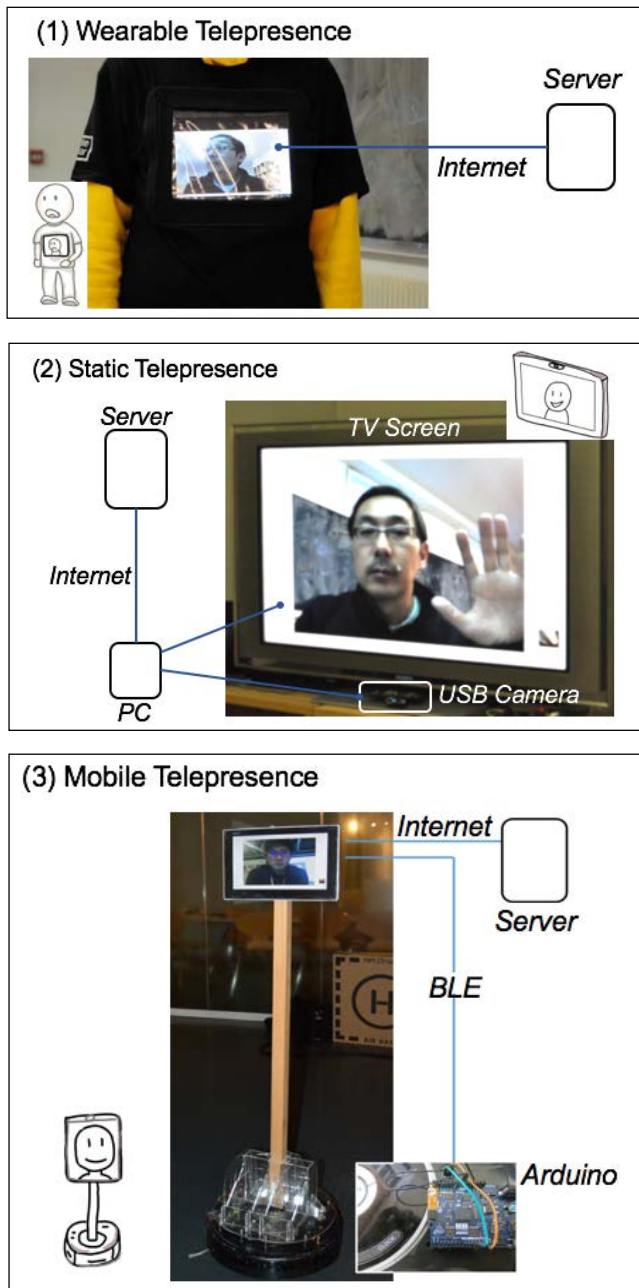 (1) Wearable Telepresence
Server
Internet
(2) Static Telepresence
Server
TV Screen
Internet
USB Camera
PC
(3) Mobile Telepresence
Internet
Server
BLE
H
Arduino